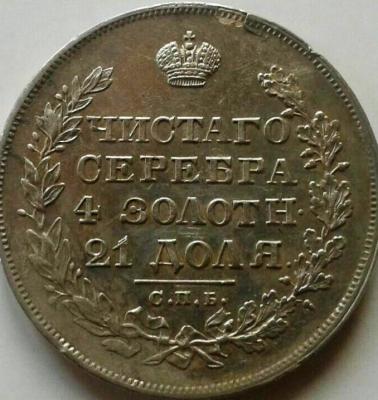 ЧИСТАГО
СЕРЕБРА
4 ЗОЛОТН.
21 ДОЛЯ.
С.П.Б.